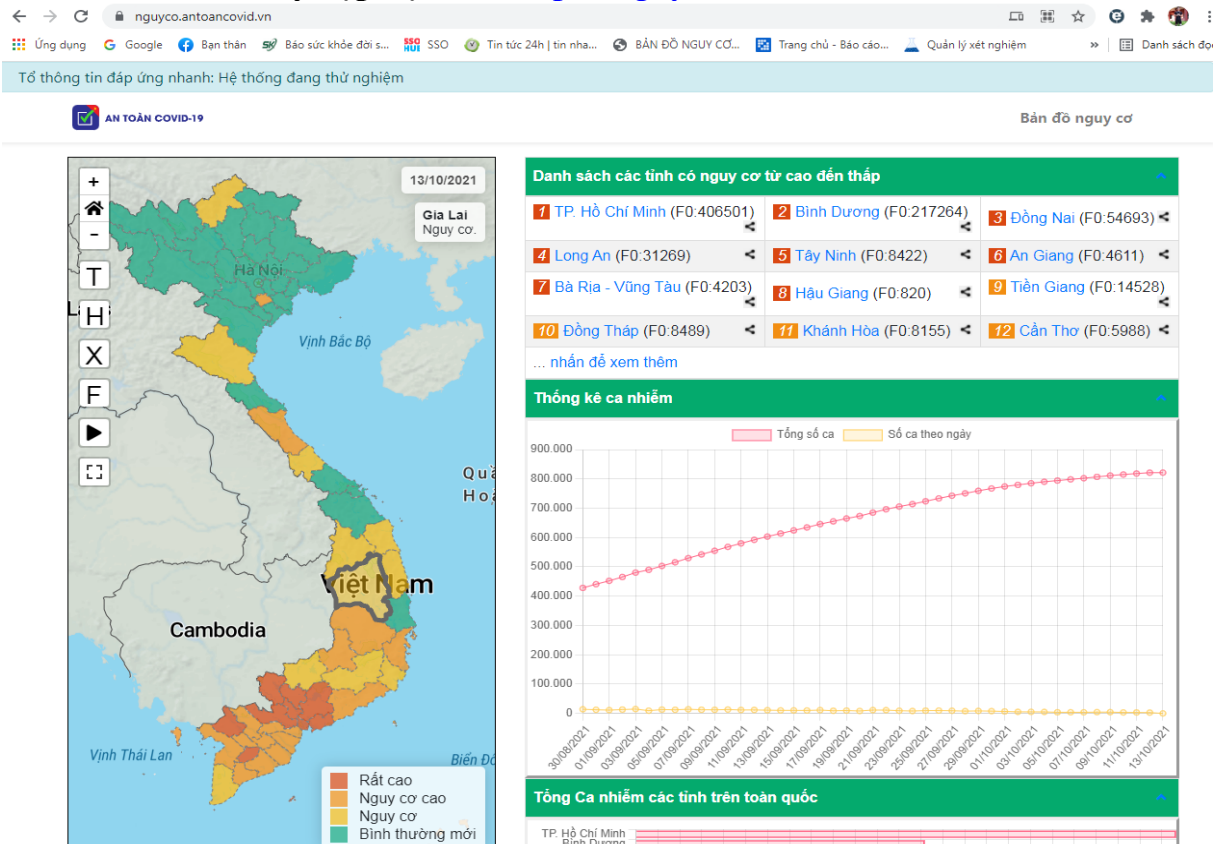 nguyco.antoancovid.vn
Ứng dụng Google Bạn thân Báo sức khỏe đời s... SSO Tin tức 24h | tin nha... BẢN ĐỒ NGUY CƠ... Trang chủ - Báo cáo... Quản lý xét nghiệm » Danh sách đọ
Tổ thông tin đáp ứng nhanh: Hệ thống đang thử nghiệm
AN TOÀN COVID-19
Bản đồ nguy cơ
+
-
T
H
X
F
13/10/2021
Gia Lai
Nguy cơ.
Hà Nội
Vịnh Bắc Bộ
Việt Nam
Cambodia
Vịnh Thái Lan
Rất cao
Nguy cơ cao
Nguy cơ
Bình thường mới
Danh sách các tỉnh có nguy cơ từ cao đến thấp
1 TP. Hồ Chí Minh (F0:406501) 2 Bình Dương (F0:217264) 3 Đồng Nai (F0:54693)
4 Long An (F0:31269) 5 Tây Ninh (F0:8422) 6 An Giang (F0:4611)
7 Bà Rịa - Vũng Tàu (F0:4203) 8 Hậu Giang (F0:820) 9 Tiền Giang (F0:14528)
10 Đồng Tháp (F0:8489) 11 Khánh Hòa (F0:8155) 12 Cần Thơ (F0:5988)
... nhấn để xem thêm
Thống kê ca nhiễm
Tổng số ca Số ca theo ngày
900.000
800.000
700.000
600.000
500.000
400.000
300.000
200.000
100.000
0
30/08/2021 01/09/2021 03/09/2021 05/09/2021 07/09/2021 09/09/2021 11/09/2021 13/09/2021 15/09/2021 17/09/2021 19/09/2021 21/09/2021 23/09/2021 25/09/2021 27/09/2021 29/09/2021 01/10/2021 03/10/2021 05/10/2021 07/10/2021 09/10/2021 11/10/2021 13/10/2021
Tổng Ca nhiễm các tỉnh trên toàn quốc
TP. Hồ Chí Minh
Bình Dương